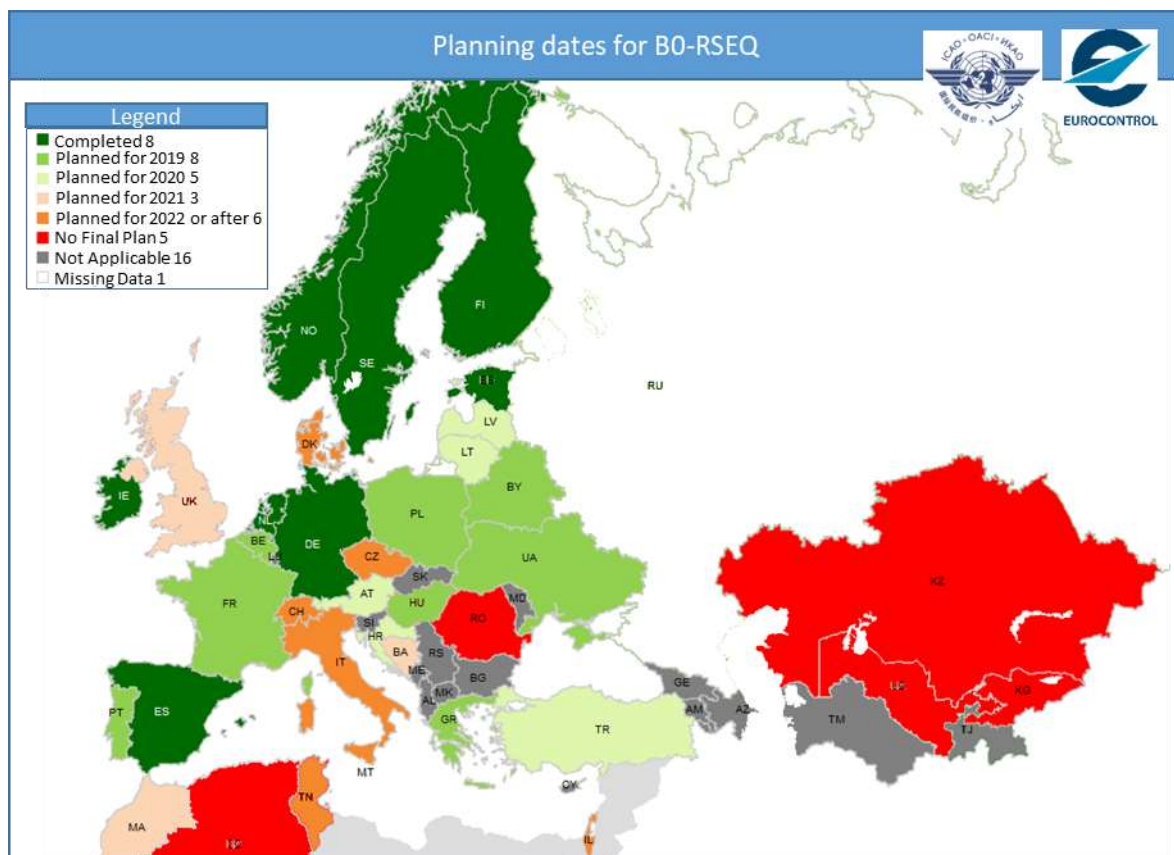 Planning dates for B0-RSEQ
ICAO · OACI · ИКАО
EUROCONTROL
Legend
Completed 8
Planned for 2019 8
Planned for 2020 5
Planned for 2021 3
Planned for 2022 or after 6
No Final Plan 5
Not Applicable 16
Missing Data 1
FI
NO
SE
RU
LV
DK
LT
IE
UK
BY
NL
PL
DE
BE
KZ
CZ
UA
SK
AT
MD
FR
HU
CH
RO
SI
HR
BA
RS
IT
ME
BG
GE
KG
MK
AL
AM
AZ
PT
ES
GR
TM
TJ
TR
MT
CY
TN
MA
IL